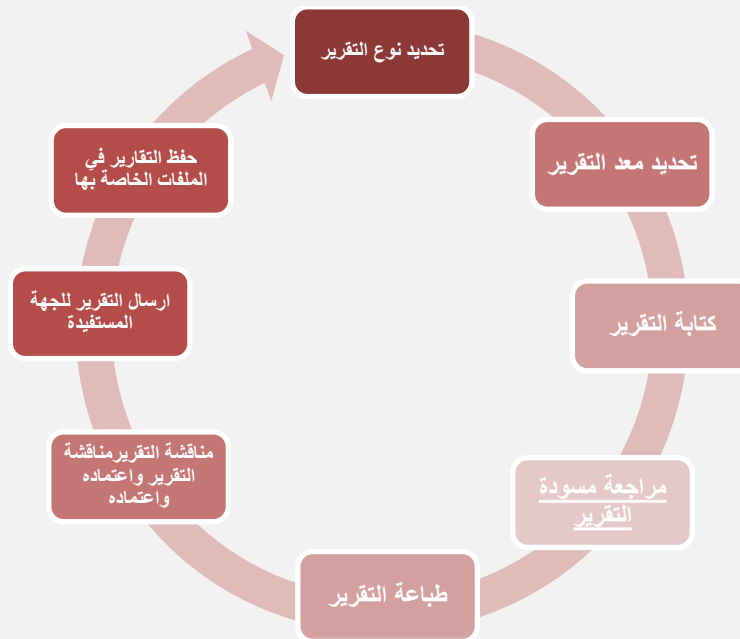 تحديد نوع التقرير
تحديد معد التقرير
كتابة التقرير
مراجعة مسودة
التقرير
طباعة التقرير
مناقشة التقريرمناقشة
التقرير واعتماده
واعتماده
ارسال التقرير للجهة
المستفيدة
حفظ التقارير في
الملفات الخاصة بها